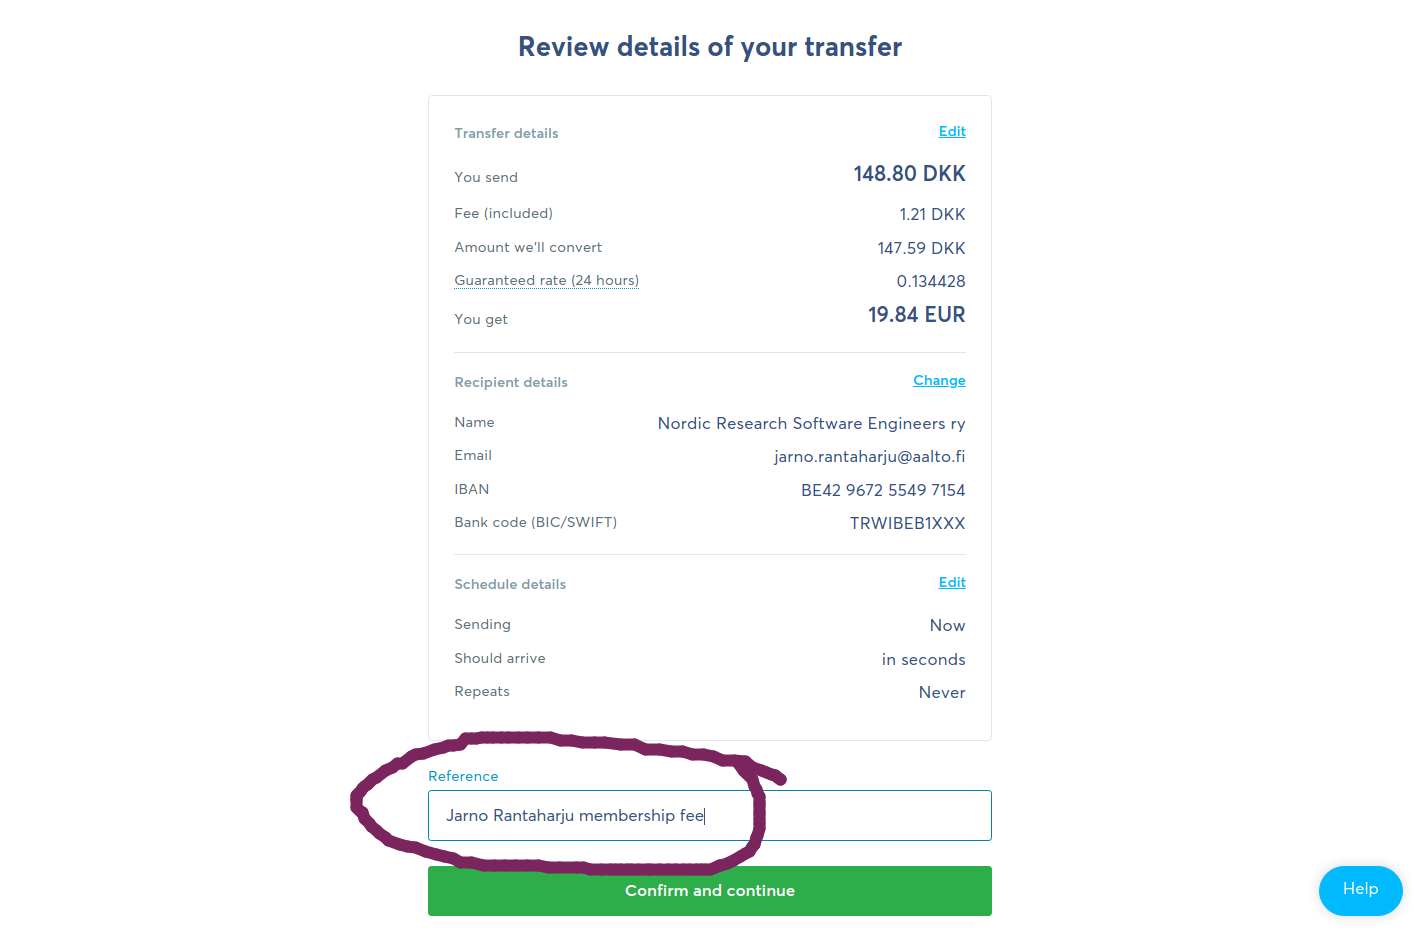 Review details of your transfer
Transfer details Edit
You send 148.80 DKK
Fee (included) 1.21 DKK
Amount we'll convert 147.59 DKK
Guaranteed rate (24 hours) 0.134428
You get 19.84 EUR
Recipient details Change
Name Nordic Research Software Engineers ry
Email jarno.rantaharju@aalto.fi
IBAN BE42 9672 5549 7154
Bank code (BIC/SWIFT) TRWIBEB1XXX
Schedule details Edit
Sending Now
Should arrive in seconds
Repeats Never
Reference
Jarno Rantaharju membership fee
Confirm and continue
Help